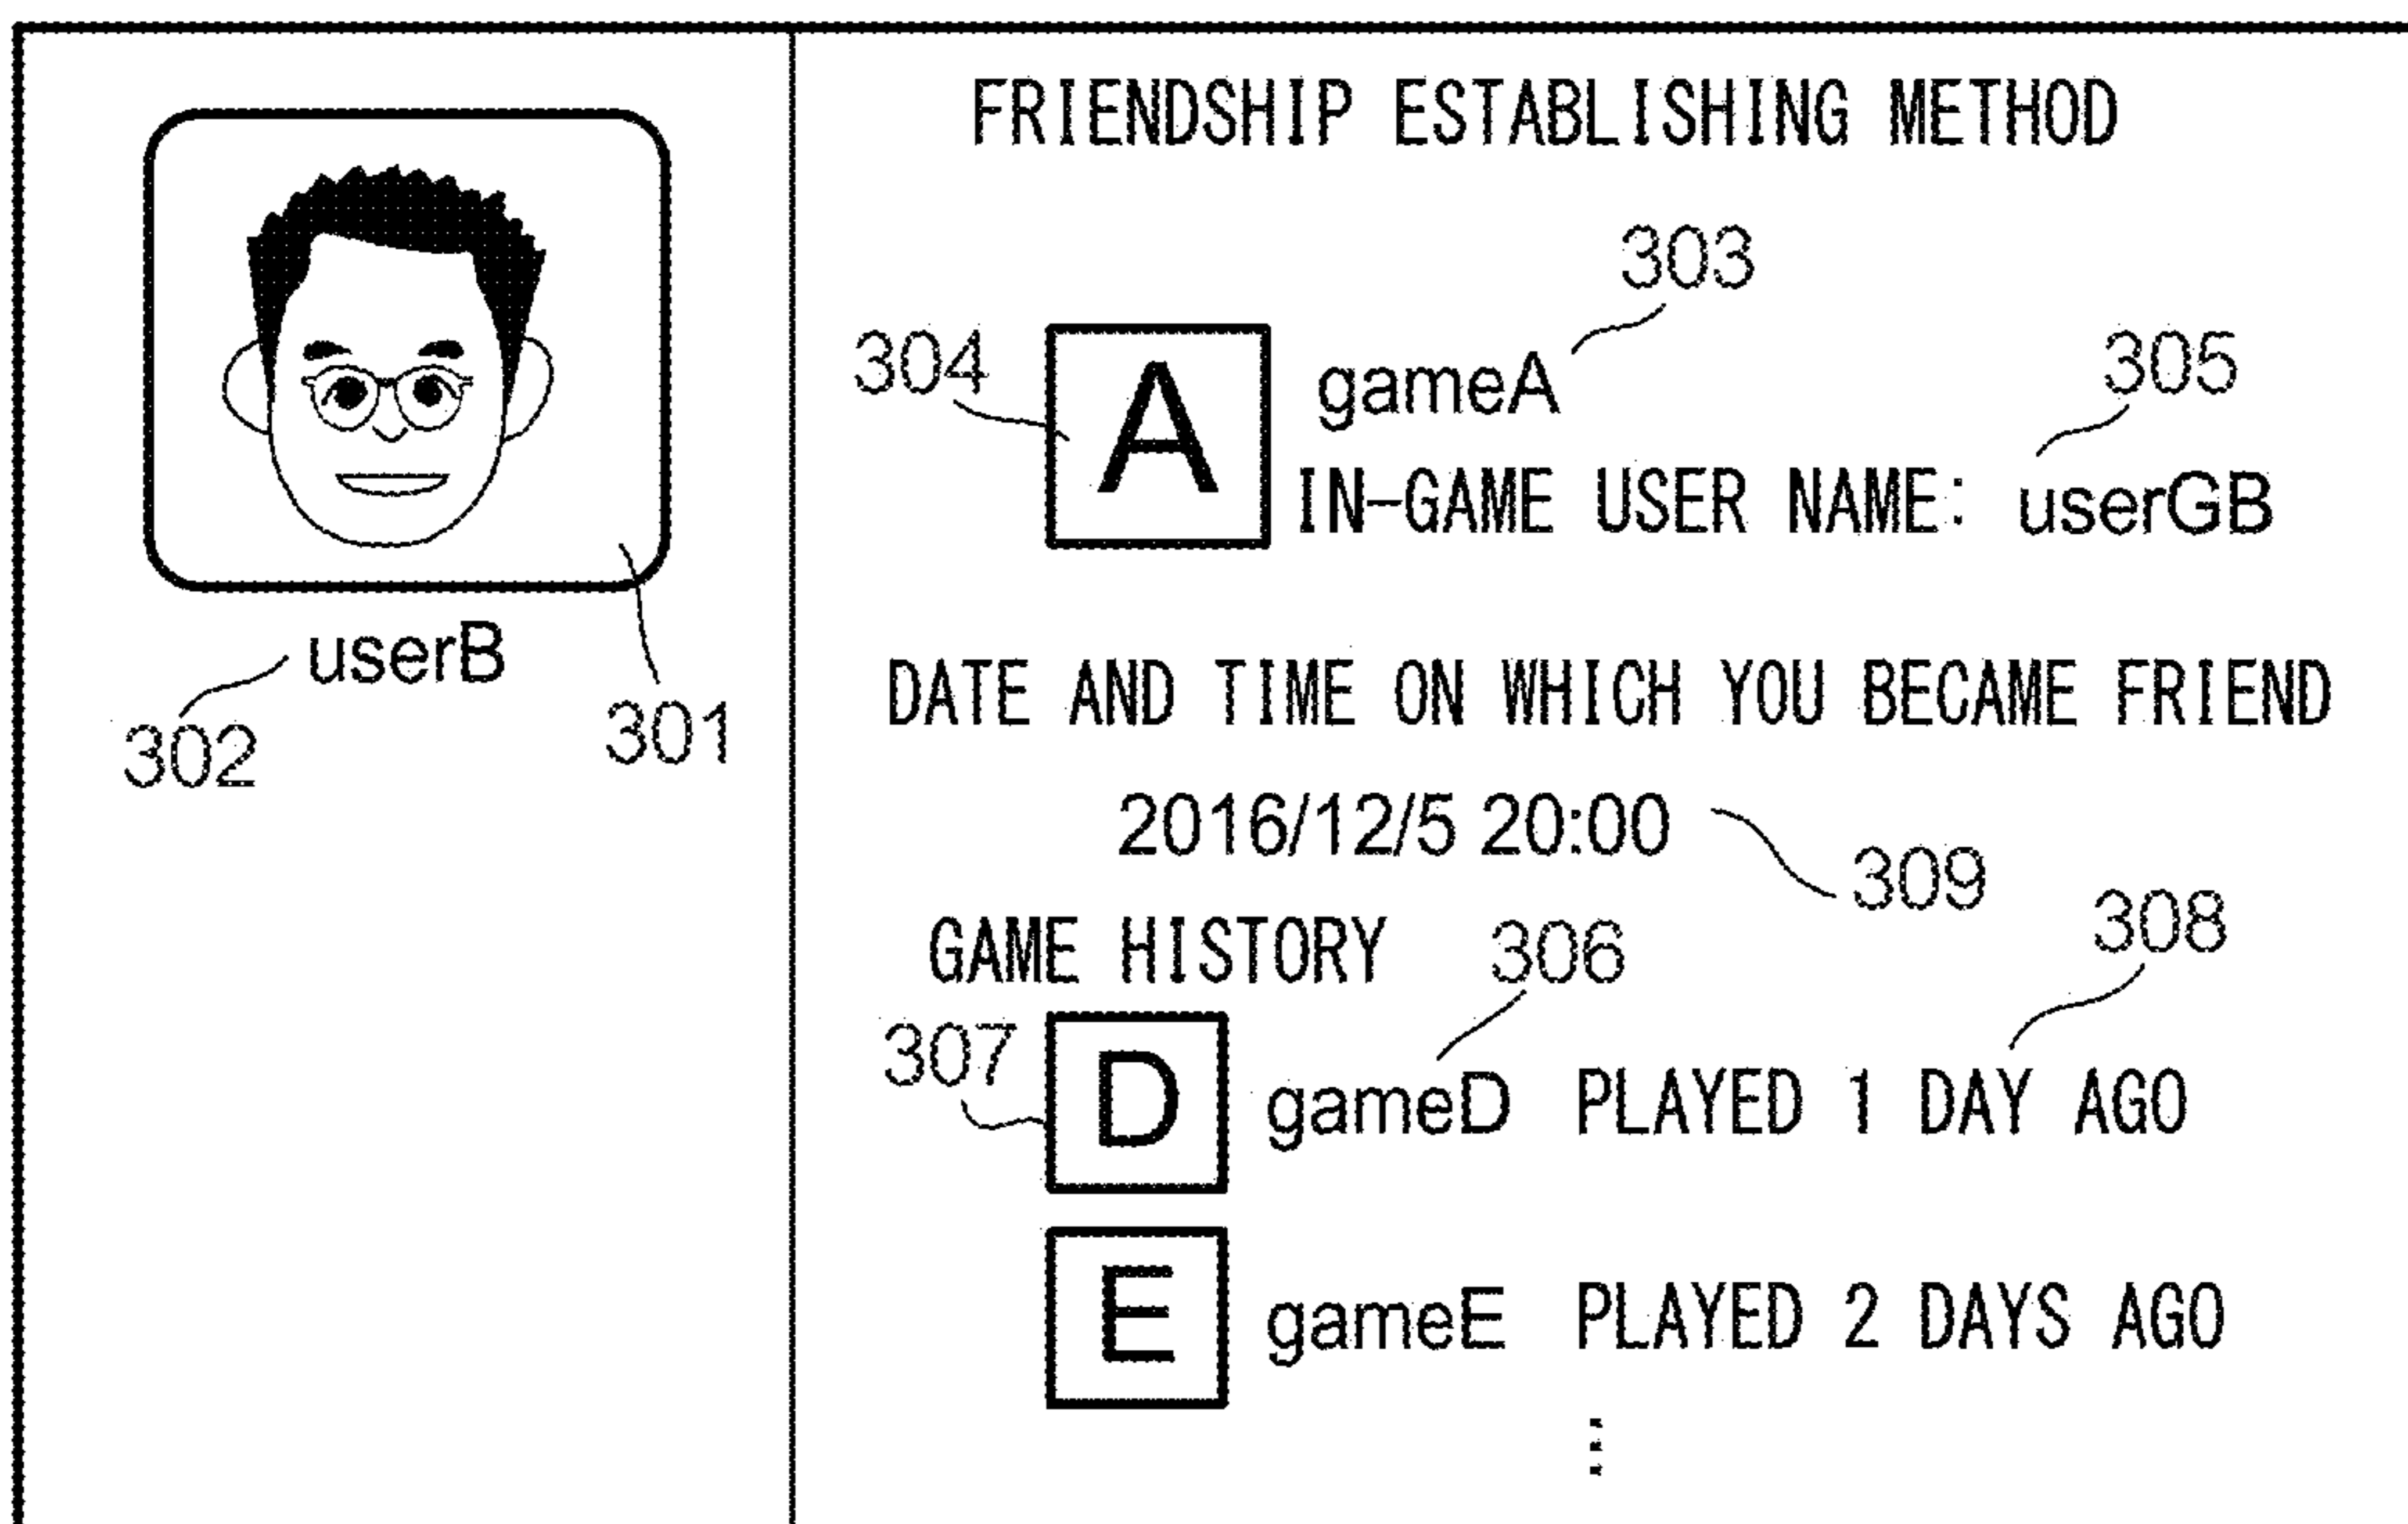 userB
302
301
FRIENDSHIP ESTABLISHING METHOD
303
304
A
gameA
305
IN-GAME USER NAME: userGB
DATE AND TIME ON WHICH YOU BECAME FRIEND
2016/12/5 20:00
309
308
GAME HISTORY
306
307
D
gameD PLAYED 1 DAY AGO
E
gameE PLAYED 2 DAYS AGO
⋮